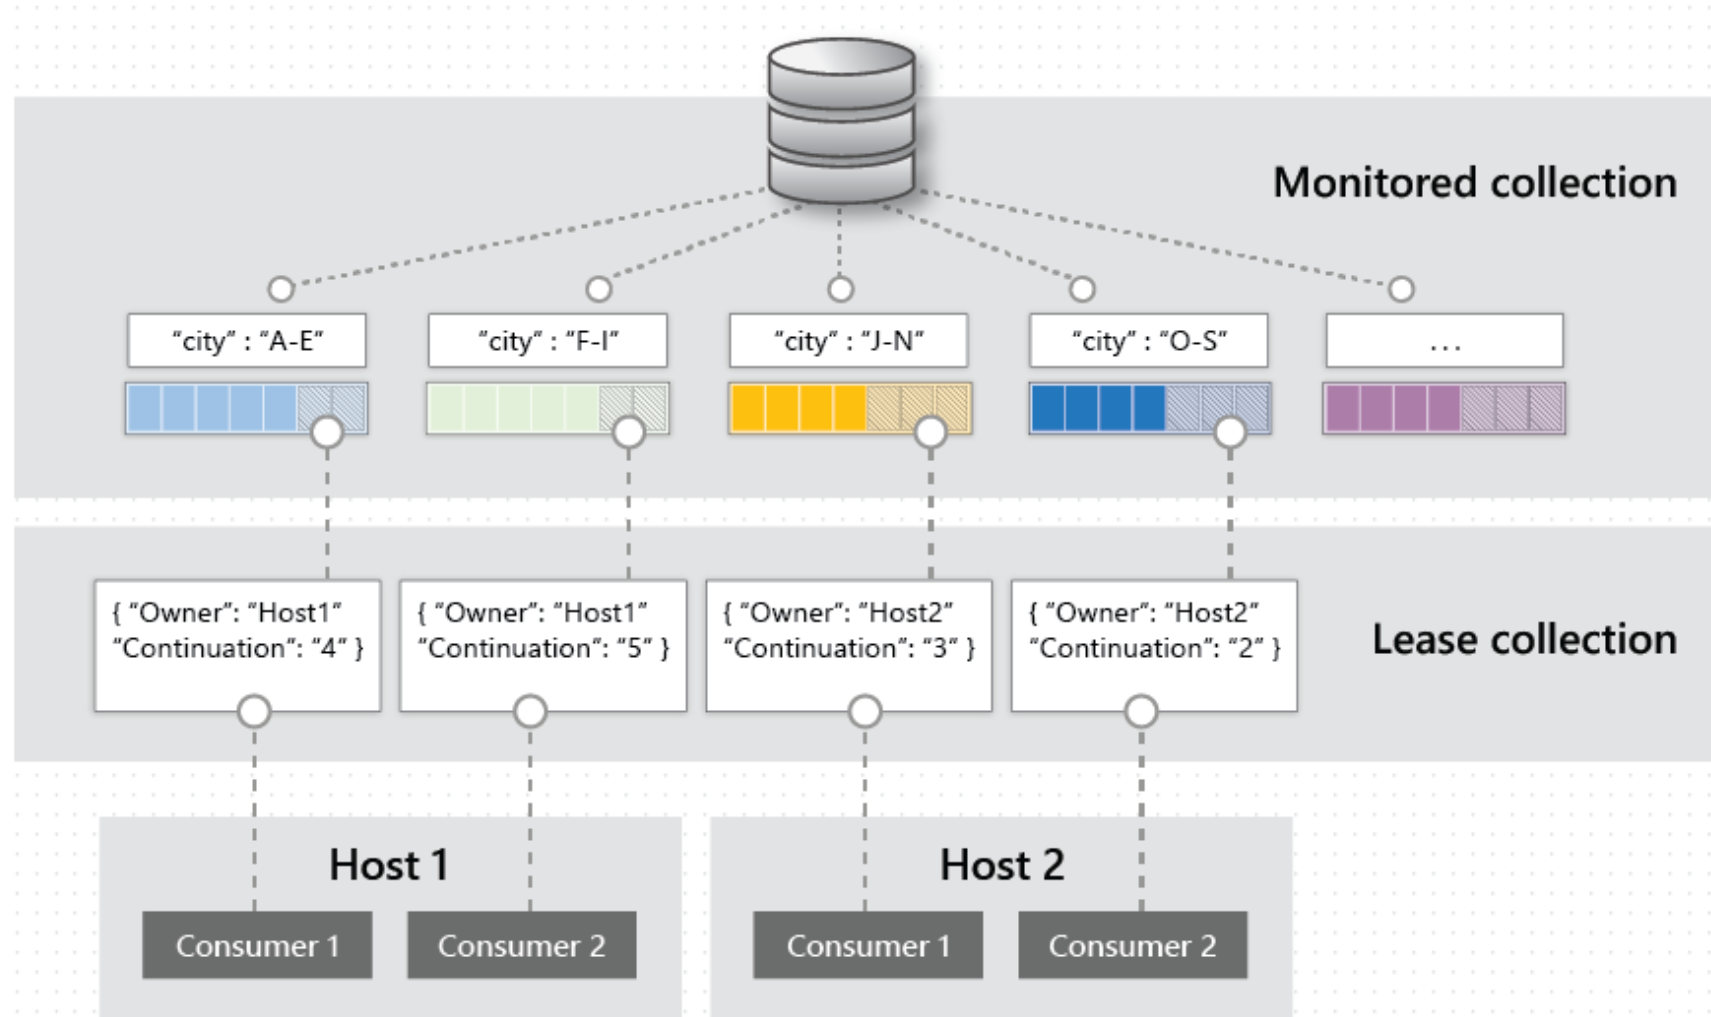 Monitored collection
“city” : “A-E”
“city” : “F-I”
“city” : “J-N”
“city” : “O-S”
...
{ “Owner”: “Host1”
“Continuation”: “4” }
{ “Owner”: “Host1”
“Continuation”: “5” }
{ “Owner”: “Host2”
“Continuation”: “3” }
{ “Owner”: “Host2”
“Continuation”: “2” }
Lease collection
Host 1
Consumer 1
Consumer 2
Host 2
Consumer 1
Consumer 2